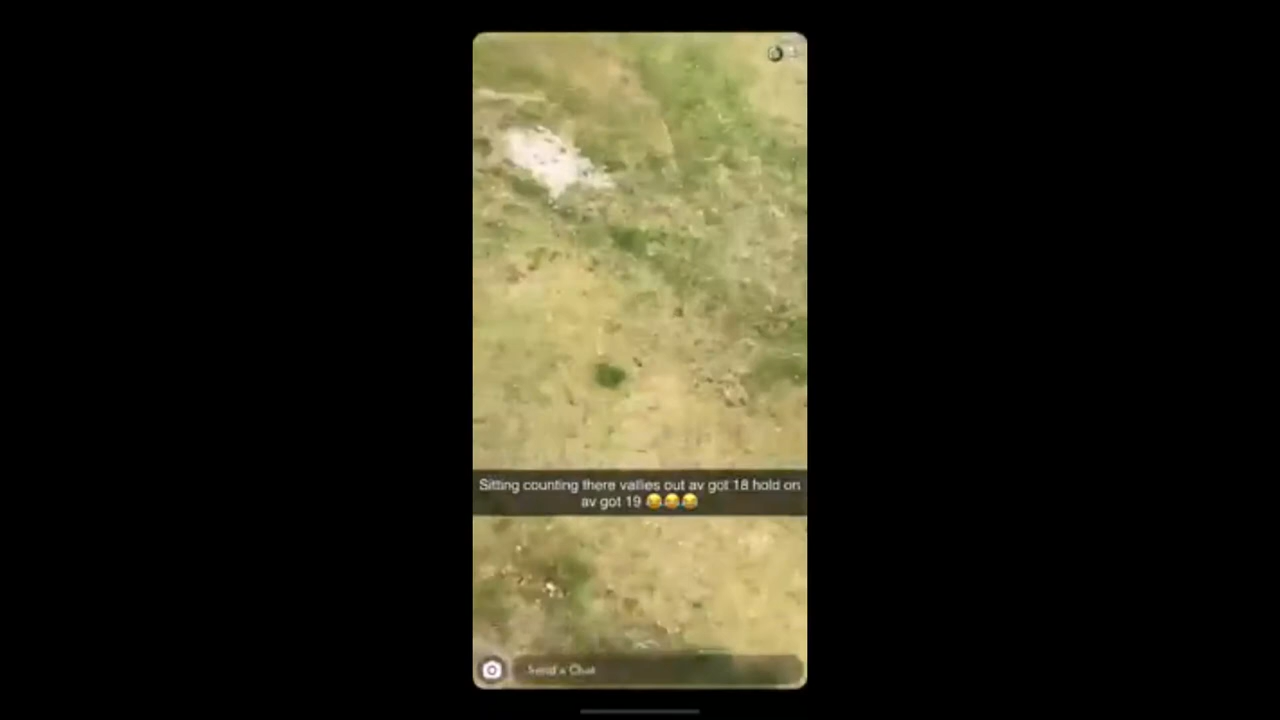 Sitting counting there vallies out av got 18 hold on
av got 19 😂😂😂
Send a Chat